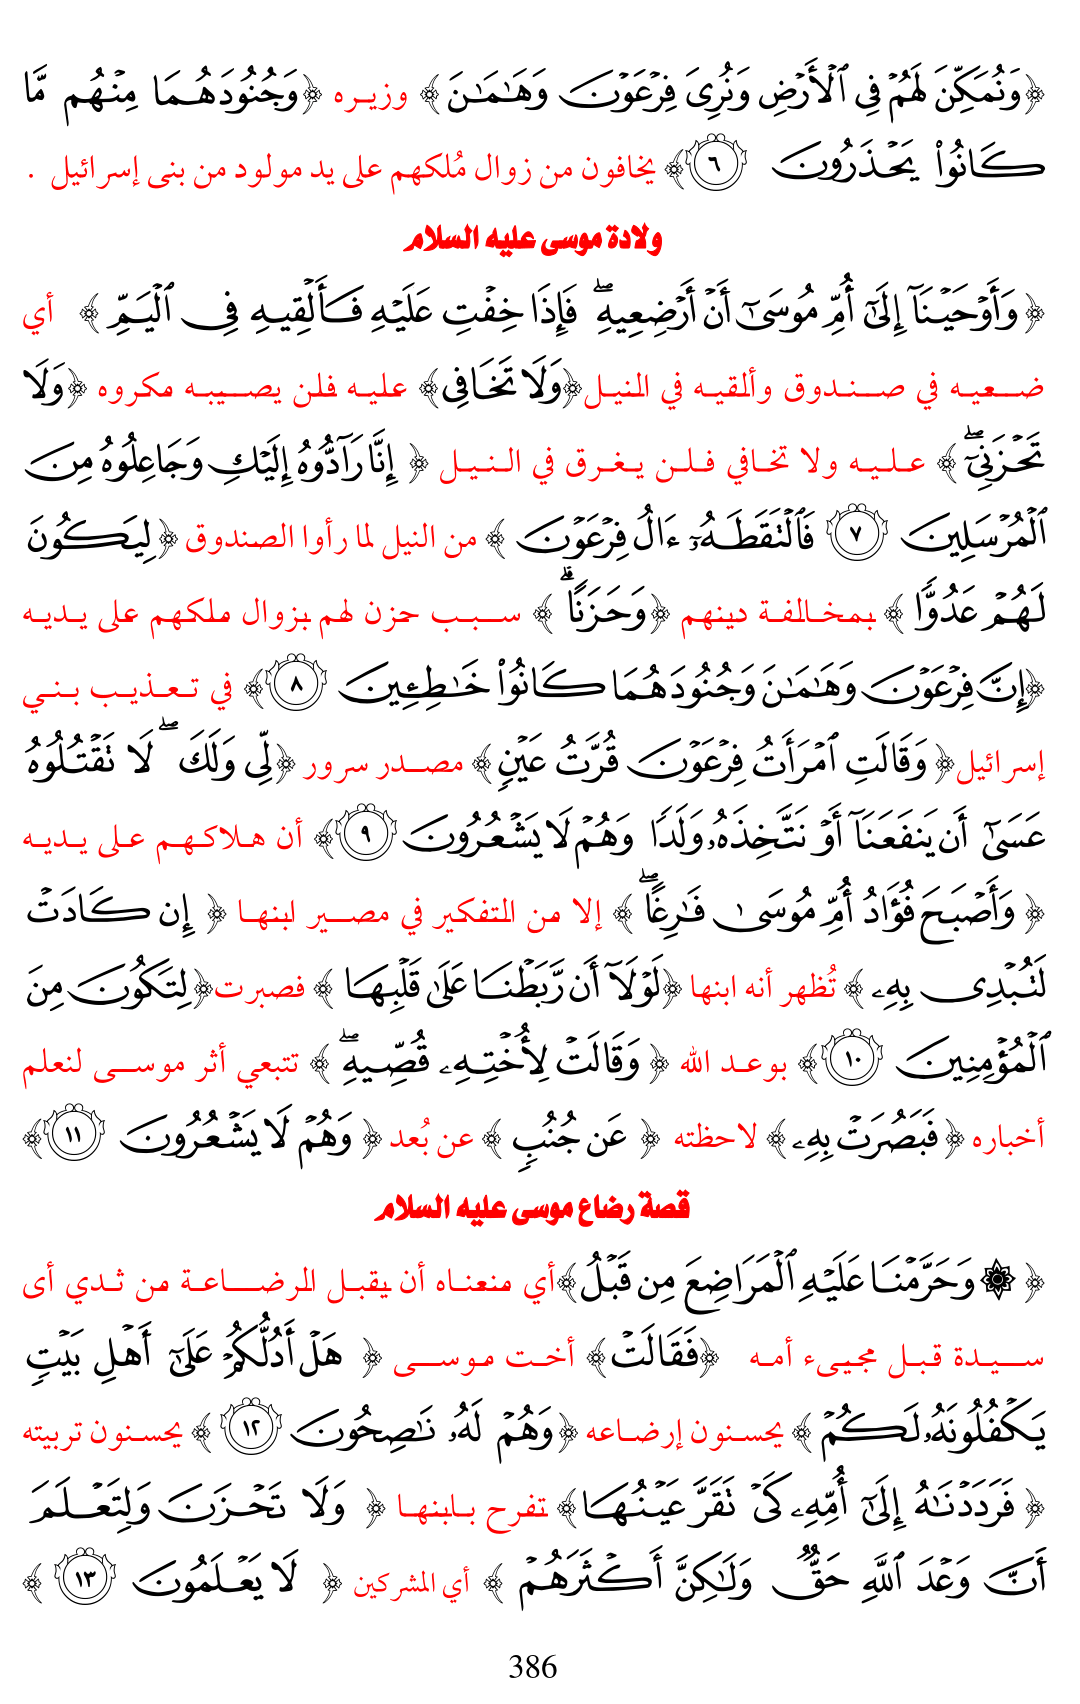 ﴿وَنُمَكِّنَ لَهُمۡ فِي ٱلۡأَرۡضِ وَنُرِيَ فِرۡعَوۡنَ وَهَٰمَٰنَ﴾ وزيره ﴿وَجُنُودَهُمَا مِنۡهُم مَّا
كَانُواْ يَحۡذَرُونَ ٦﴾ يخافون من زوال مُلكهم على يد مولود من بنى إسرائيل .
ولادة موسى عليه السلام
﴿ وَأَوۡحَيۡنَآ إِلَىٰٓ أُمِّ مُوسَىٰٓ أَنۡ أَرۡضِعِيهِۖ فَإِذَا خِفۡتِ عَلَيۡهِ فَأَلۡقِيهِ فِي ٱلۡيَمِّ ﴾ أي
ضعيه في صندوق وألقيه في النيل﴿وَلَا تَخَافِي﴾ عليه فلن يصيبه مكروه ﴿وَلَا
تَحۡزَنِيٓۖ ﴾ عليه ولا تخافي فلن يغرق في النيل ﴿ إِنَّا رَآدُّوهُ إِلَيۡكِ وَجَاعِلُوهُ مِنَ
ٱلۡمُرۡسَلِينَ ٧﴾ فَٱلۡتَقَطَهُۥٓ ءَالُ فِرۡعَوۡنَ ﴾ من النيل لما رأوا الصندوق ﴿لِيَكُونَ
لَهُمۡ عَدُوّٗا ﴾ بمخالفة دينهم ﴿وَحَزَنًاۗ ﴾ سبب حزن لهم بزوال ملكهم على يديه
﴿إِنَّ فِرۡعَوۡنَ وَهَٰمَٰنَ وَجُنُودَهُمَا كَانُواْ خَٰطِـِٔينَ ٨﴾ في تعذيب بني
إسرائيل﴿ وَقَالَتِ ٱمۡرَأَتُ فِرۡعَوۡنَ قُرَّتُ عَيۡنٖ﴾ مصدر سرور ﴿لِّي وَلَكَۖ لَا تَقۡتُلُوهُ
عَسَىٰٓ أَن يَنفَعَنَآ أَوۡ نَتَّخِذَهُۥ وَلَدٗا وَهُمۡ لَا يَشۡعُرُونَ ٩﴾ أن هلاكهم على يديه
﴿ وَأَصۡبَحَ فُؤَادُ أُمِّ مُوسَىٰ فَٰرِغًاۖ ﴾ إلا من التفكير في مصير ابنها ﴿ إِن كَادَتۡ
لَتُبۡدِي بِهِۦ ﴾ تُظهر أنه ابنها ﴿لَوۡلَآ أَن رَّبَطۡنَا عَلَىٰ قَلۡبِهَا ﴾ فصبرت﴿لِتَكُونَ مِنَ
ٱلۡمُؤۡمِنِينَ ١٠﴾ بوعد الله ﴿ وَقَالَتۡ لِأُخۡتِهِۦ قُصِّيهِۖ ﴾ تتبعي أثر موسى لنعلم
أخباره ﴿فَبَصُرَتۡ بِهِۦ﴾ لاحظته ﴿ عَن جُنُبٖ ﴾ عن بُعد ﴿ وَهُمۡ لَا يَشۡعُرُونَ ١١﴾
قصة رضاع موسى عليه السلام
﴿ ۞ وَحَرَّمۡنَا عَلَيۡهِ ٱلۡمَرَاضِعَ مِن قَبۡلُ﴾أي منعناه أن يقبل الرضاعة من ثدي أى
سيدة قبل مجيىء أمه ﴿فَقَالَتۡ﴾ أخت موسى ﴿ هَلۡ أَدُلُّكُمۡ عَلَىٰٓ أَهۡلِ بَيۡتٖ
يَكۡفُلُونَهُۥ لَكُمۡ ﴾ يحسنون إرضاعه ﴿وَهُمۡ لَهُۥ نَٰصِحُونَ ١٢ ﴾ يحسنون تربيته
﴿ فَرَدَدۡنَٰهُ إِلَىٰٓ أُمِّهِۦ كَيۡ تَقَرَّ عَيۡنُهَا﴾ تفرح بابنها ﴿ وَلَا تَحۡزَنَ وَلِتَعۡلَمَ
أَنَّ وَعۡدَ ٱللَّهِ حَقّٞ وَلَٰكِنَّ أَكۡثَرَهُمۡ ﴾ أي المشركين ﴿ لَا يَعۡلَمُونَ ١٣ ﴾
386